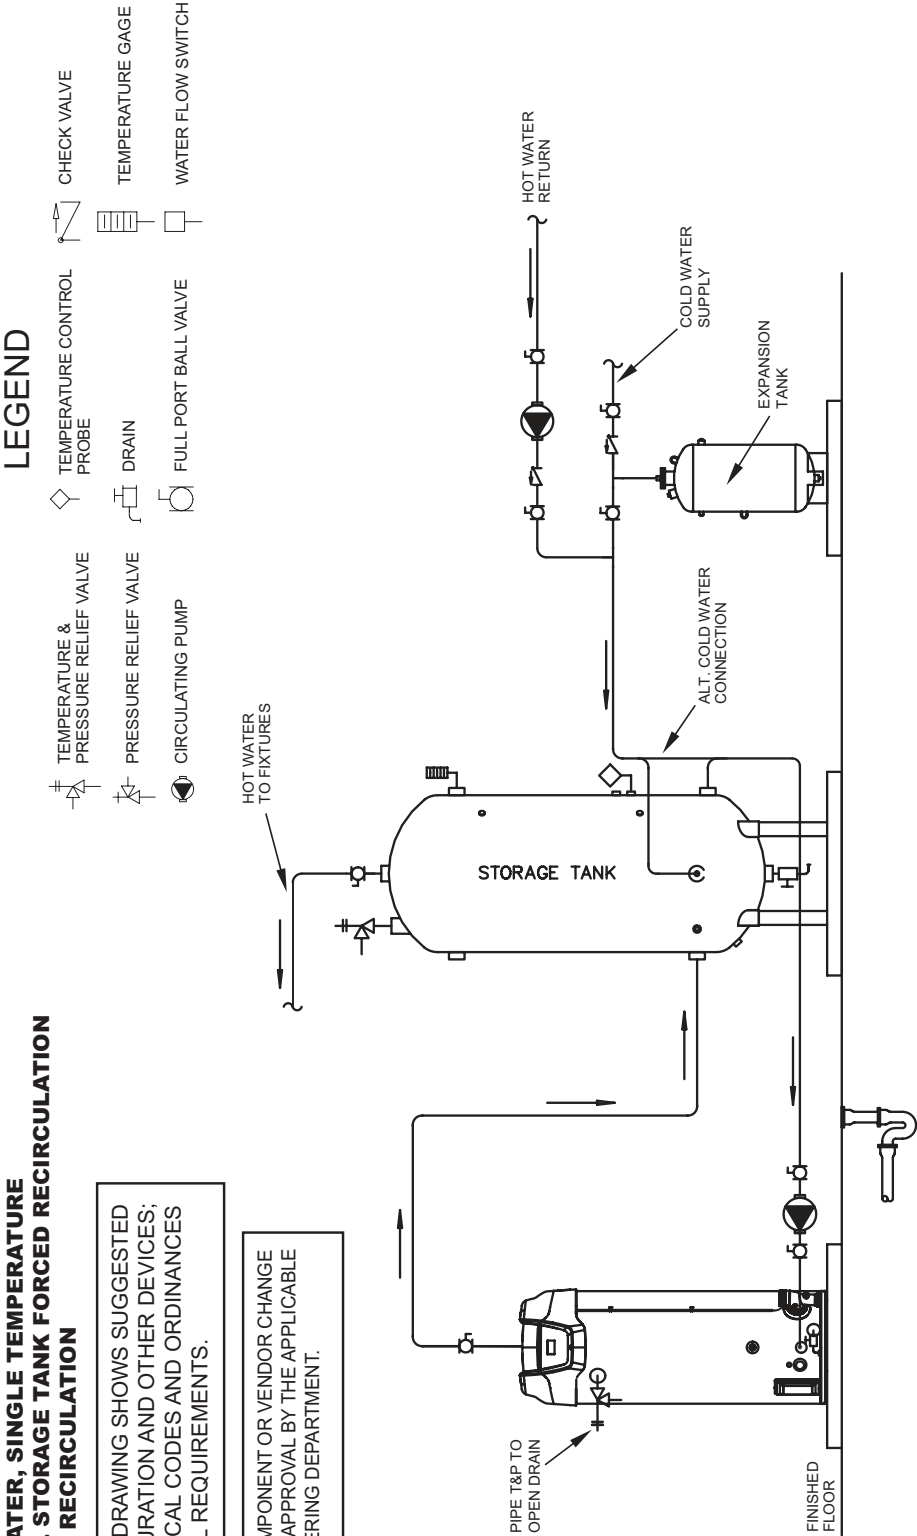 ATER, SINGLE TEMPERATURE
STORAGE TANK FORCED RECIRCULATION
RECIRCULATION
DRAWING SHOWS SUGGESTED
URATION AND OTHER DEVICES;
CAL CODES AND ORDINANCES
L REQUIREMENTS.
MPONENT OR VENDOR CHANGE
APPROVAL BY THE APPLICABLE
ERING DEPARTMENT.
LEGEND
TEMPERATURE &
PRESSURE RELIEF VALVE
PRESSURE RELIEF VALVE
CIRCULATING PUMP
TEMPERATURE CONTROL
PROBE
DRAIN
FULL PORT BALL VALVE
CHECK VALVE
TEMPERATURE GAGE
WATER FLOW SWITCH
HOT WATER
TO FIXTURES
HOT WATER
RETURN
COLD WATER
SUPPLY
EXPANSION
TANK
ALT. COLD WATER
CONNECTION
STORAGE TANK
PIPE T&P TO
OPEN DRAIN
FINISHED
FLOOR